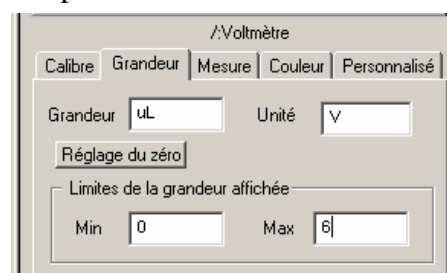 /:Voltmètre
Calibre Grandeur Mesure Couleur Personnalisé
Grandeur uL Unité V
Réglage du zéro
Limites de la grandeur affichée
Min 0 Max 6